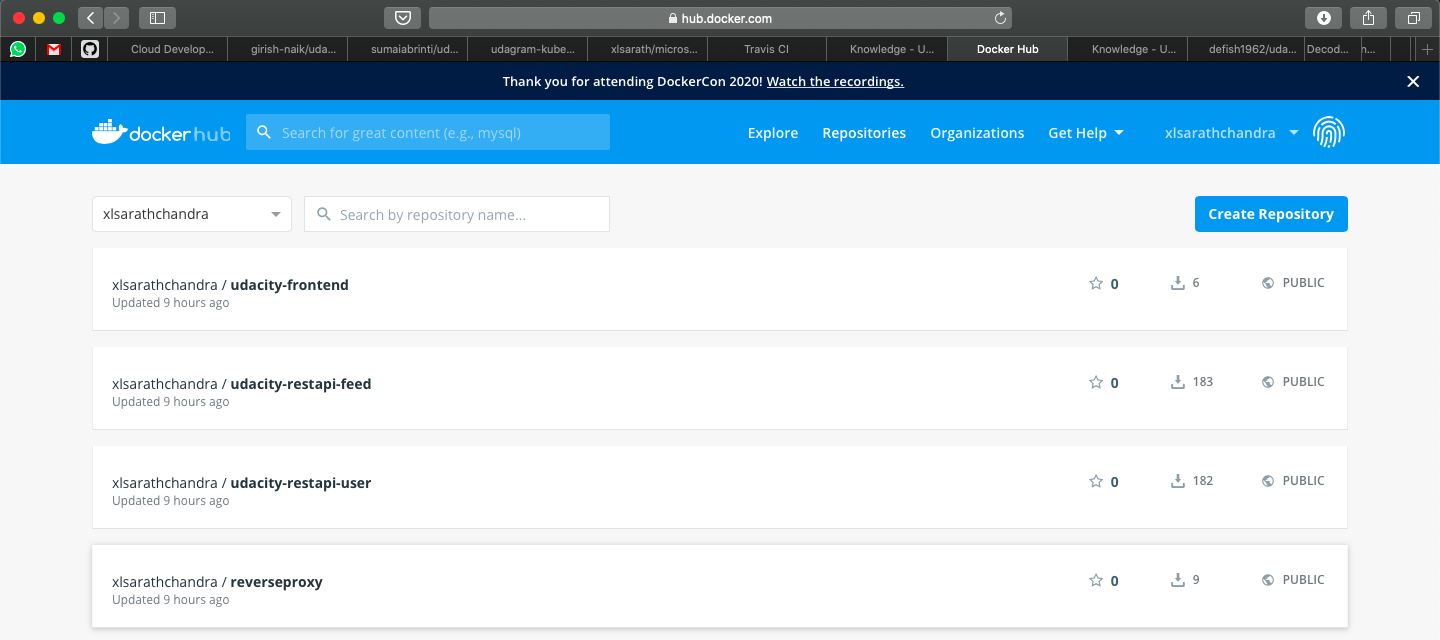 hub.docker.com
Cloud Develop...
girish-naik/uda...
sumaiabrinti/ud...
udagram-kube...
xlsarath/micros...
Travis CI
Knowledge - U...
Docker Hub
Knowledge - U...
defish1962/uda...
Decod...
n...
Thank you for attending DockerCon 2020! Watch the recordings.
docker hub
Search for great content (e.g., mysql)
Explore
Repositories
Organizations
Get Help
xlsarathchandra
xlsarathchandra
Search by repository name...
Create Repository
xlsarathchandra / udacity-frontend
0
6
PUBLIC
Updated 9 hours ago
xlsarathchandra / udacity-restapi-feed
0
183
PUBLIC
Updated 9 hours ago
xlsarathchandra / udacity-restapi-user
0
182
PUBLIC
Updated 9 hours ago
xlsarathchandra / reverseproxy
0
9
PUBLIC
Updated 9 hours ago